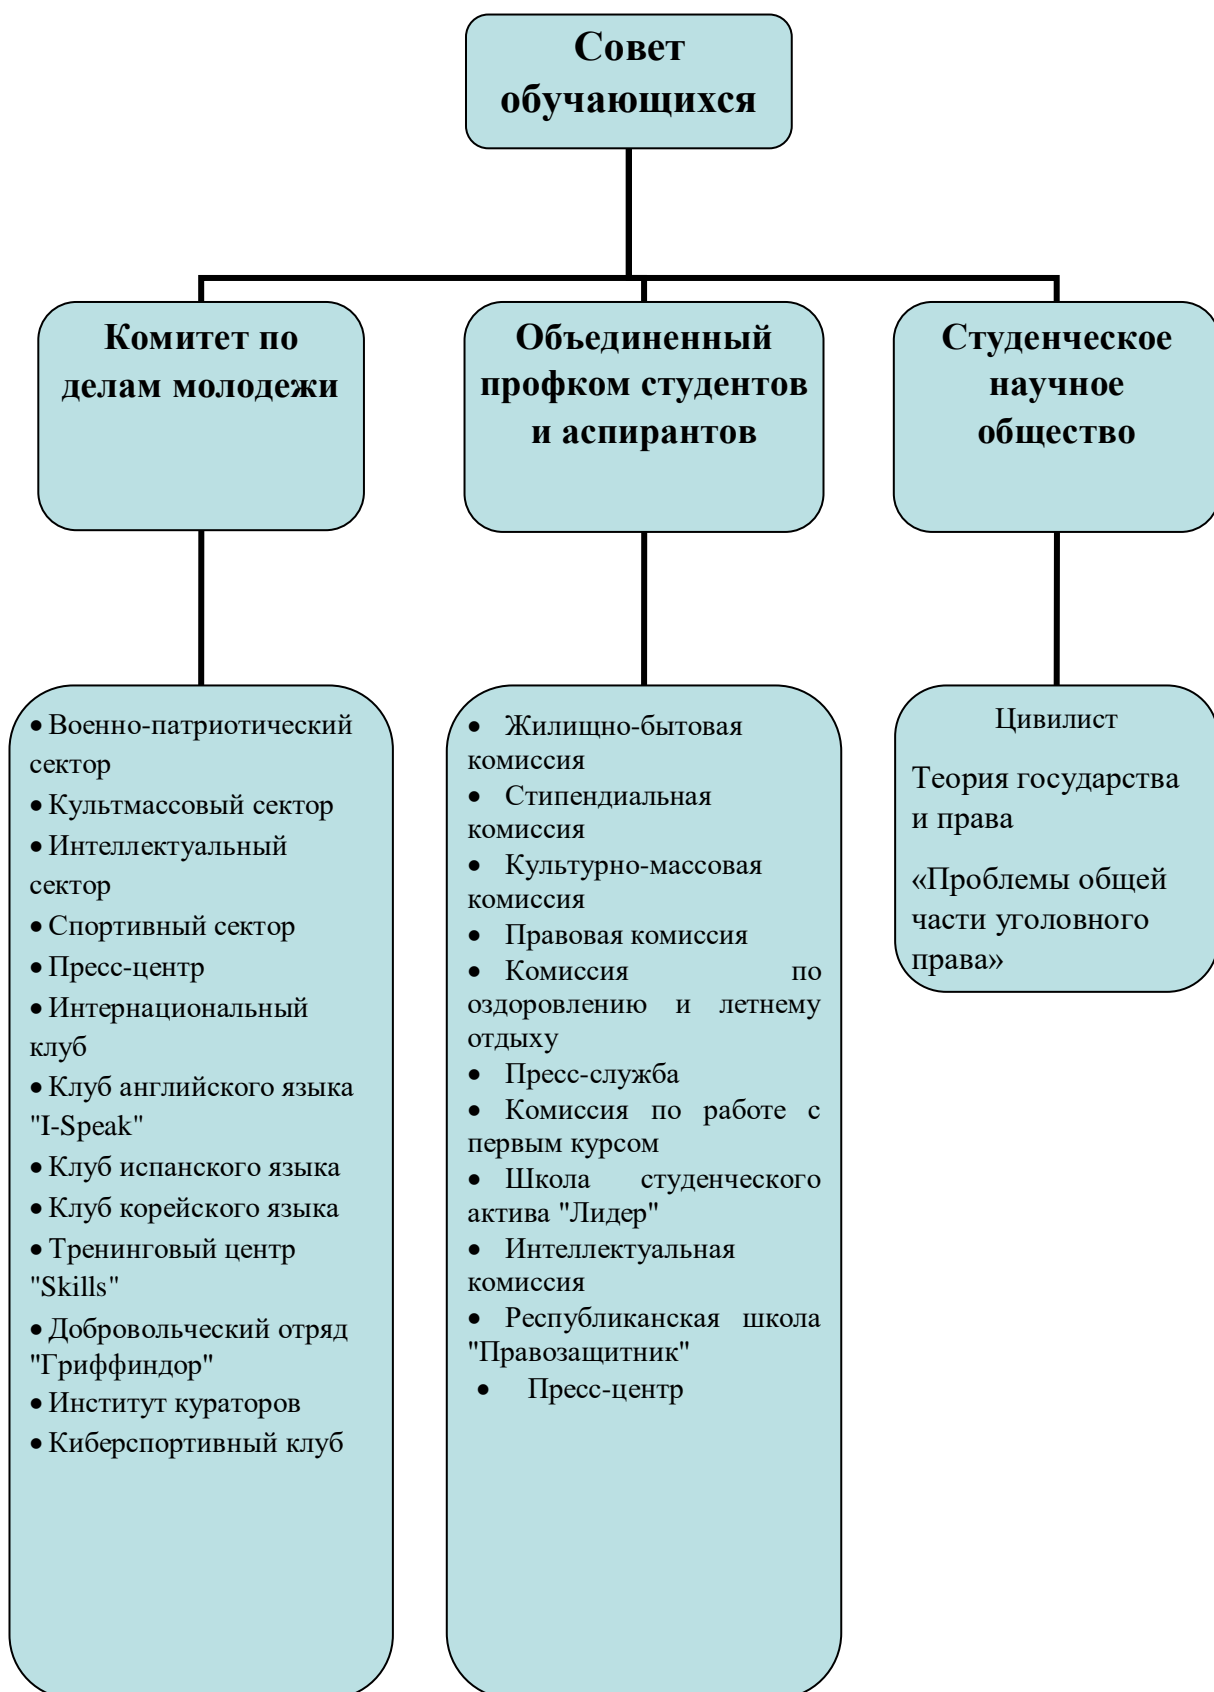 Совет
обучающихся
Комитет по
делам молодежи
Объединенный
профком студентов
и аспирантов
Студенческое
научное
общество
• Военно-патриотический
сектор
• Культмассовый сектор
• Интеллектуальный
сектор
• Спортивный сектор
• Пресс-центр
• Интернациональный
клуб
• Клуб английского языка
"I-Speak"
• Клуб испанского языка
• Клуб корейского языка
• Тренинговый центр
"Skills"
• Добровольческий отряд
"Гриффиндор"
• Институт кураторов
• Киберспортивный клуб
• Жилищно-бытовая
комиссия
• Стипендиальная
комиссия
• Культурно-массовая
комиссия
• Правовая комиссия
• Комиссия по
оздоровлению и летнему
отдыху
• Пресс-служба
• Комиссия по работе с
первым курсом
• Школа студенческого
актива "Лидер"
• Интеллектуальная
комиссия
• Республиканская школа
"Правозащитник"
• Пресс-центр
Цивилист
Теория государства
и права
«Проблемы общей
части уголовного
права»